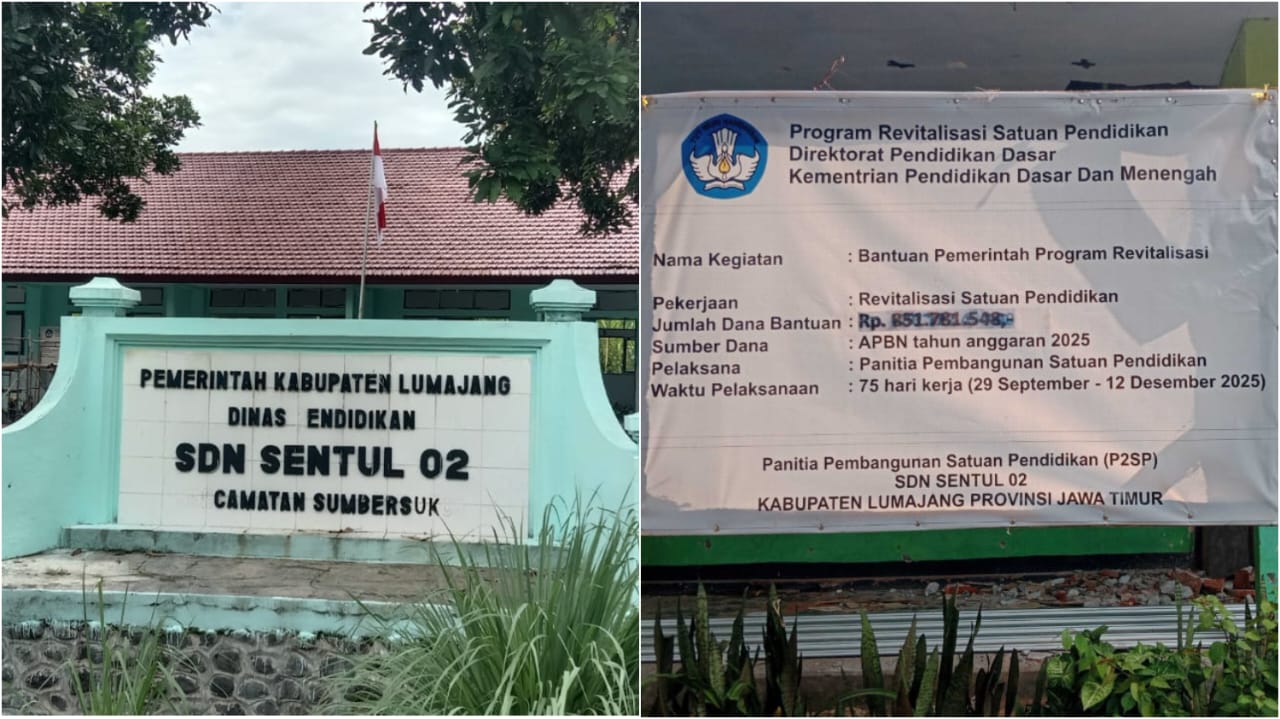 PEMERINTAH KABUPATEN LUMAJANG
DINAS ENDIDIKAN
SDN SENTUL 02
CAMATAN SUMBERSUK
Program Revitalisasi Satuan Pendidikan
Direktorat Pendidikan Dasar
Kementrian Pendidikan Dasar Dan Menengah
Nama Kegiatan : Bantuan Pemerintah Program Revitalisasi
Pekerjaan : Revitalisasi Satuan Pendidikan
Jumlah Dana Bantuan : Rp.
Sumber Dana : APBN tahun anggaran 2025
Pelaksana : Panitia Pembangunan Satuan Pendidikan
Waktu Pelaksanaan : 75 hari kerja (29 September - 12 Desember 2025)
Panitia Pembangunan Satuan Pendidikan (P2SP)
SDN SENTUL 02
KABUPATEN LUMAJANG PROVINSI JAWA TIMUR